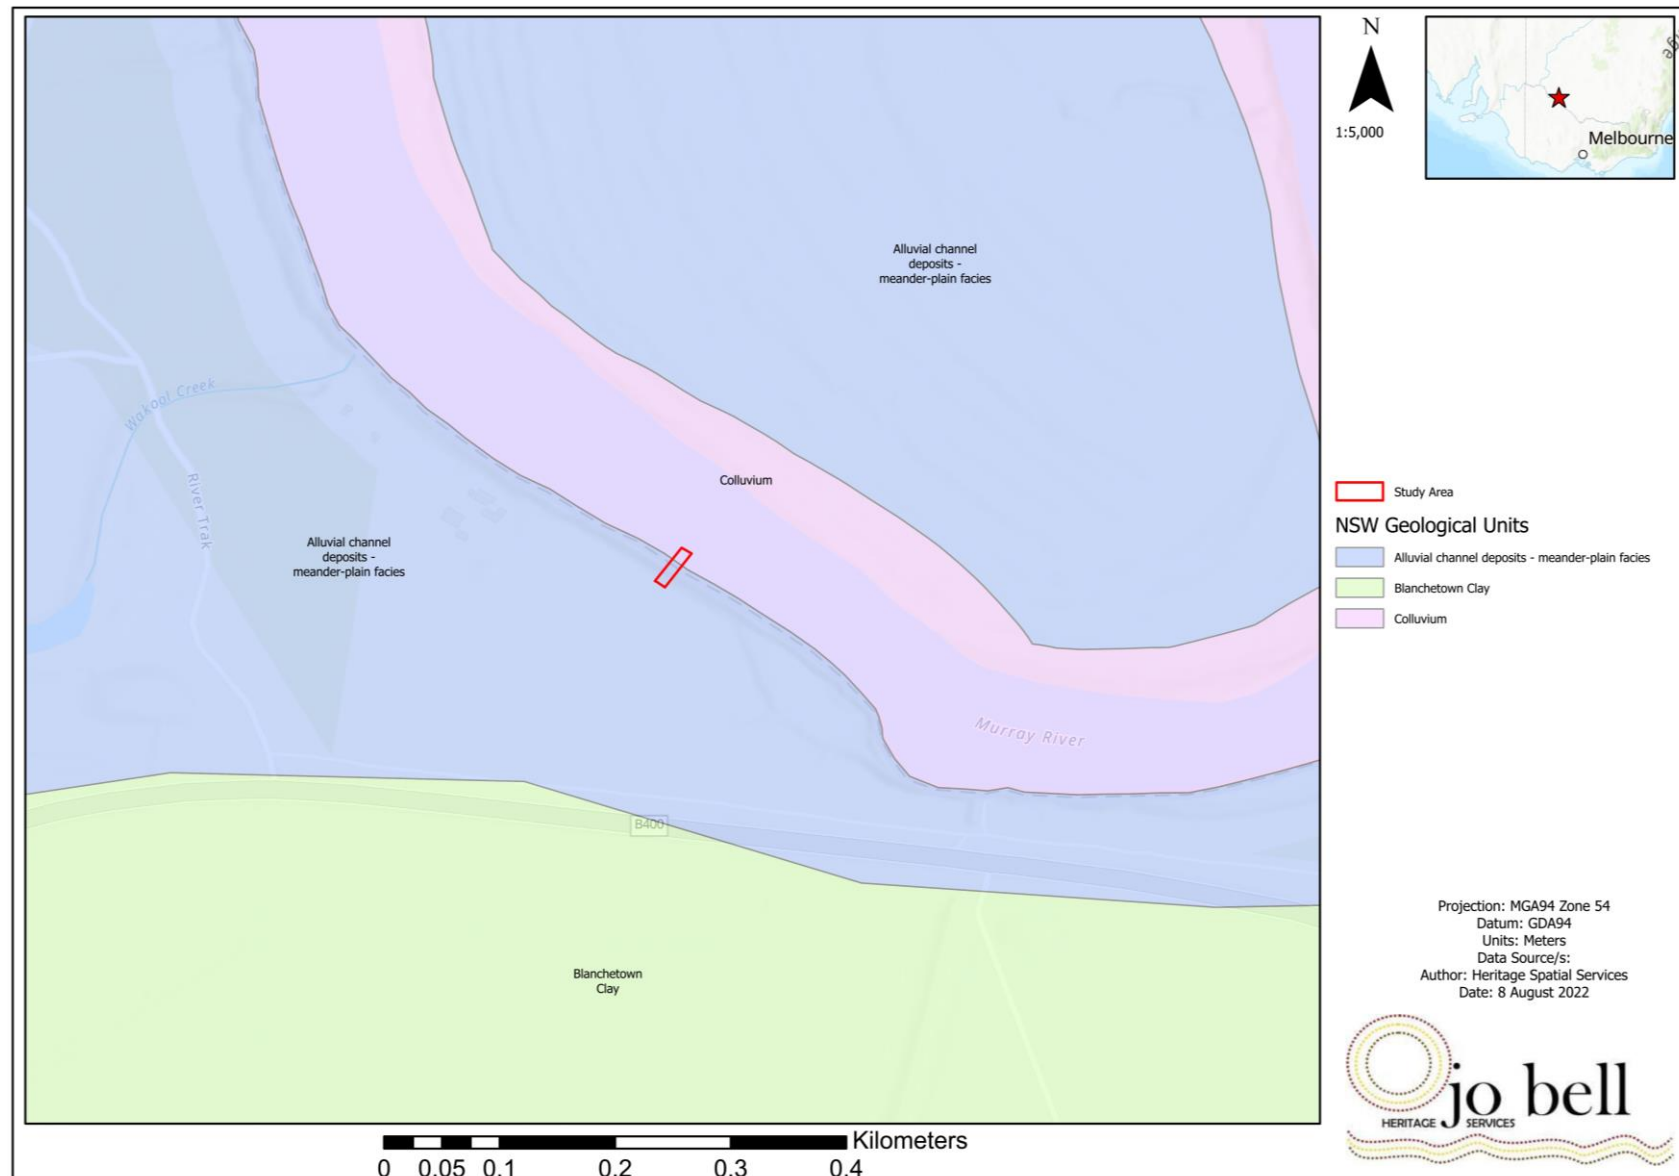 N
1:5,000
Melbourne
Alluvial channel
deposits -
meander-plain facies
Wakool Creek
River Trak
Colluvium
Alluvial channel
deposits -
meander-plain facies
Murray River
B400
Blanchetown
Clay
Study Area
NSW Geological Units
Alluvial channel deposits - meander-plain facies
Blanchetown Clay
Colluvium
Projection: MGA94 Zone 54
Datum: GDA94
Units: Meters
Data Source/s:
Author: Heritage Spatial Services
Date: 8 August 2022
jo bell
HERITAGE SERVICES
Kilometers
0 0.05 0.1 0.2 0.3 0.4